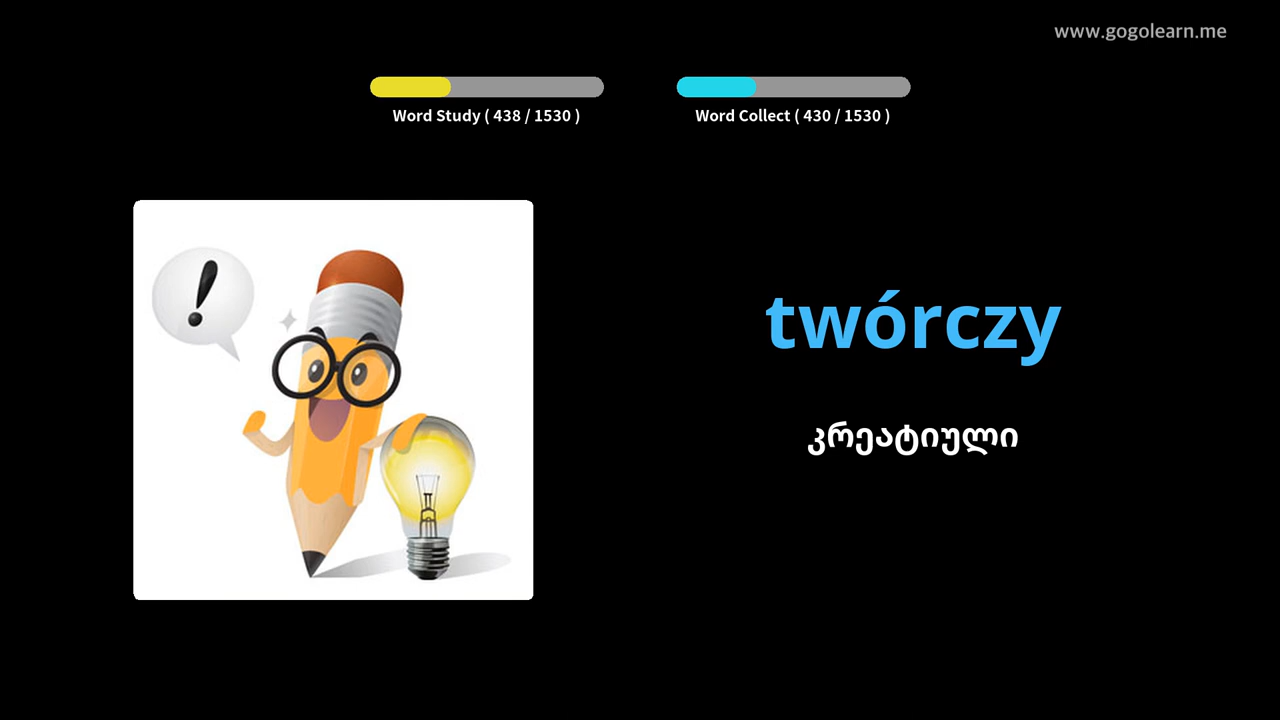 www.gogolearn.me
Word Study ( 438 / 1530 )
Word Collect ( 430 / 1530 )
!
twórczy
კრეატიული